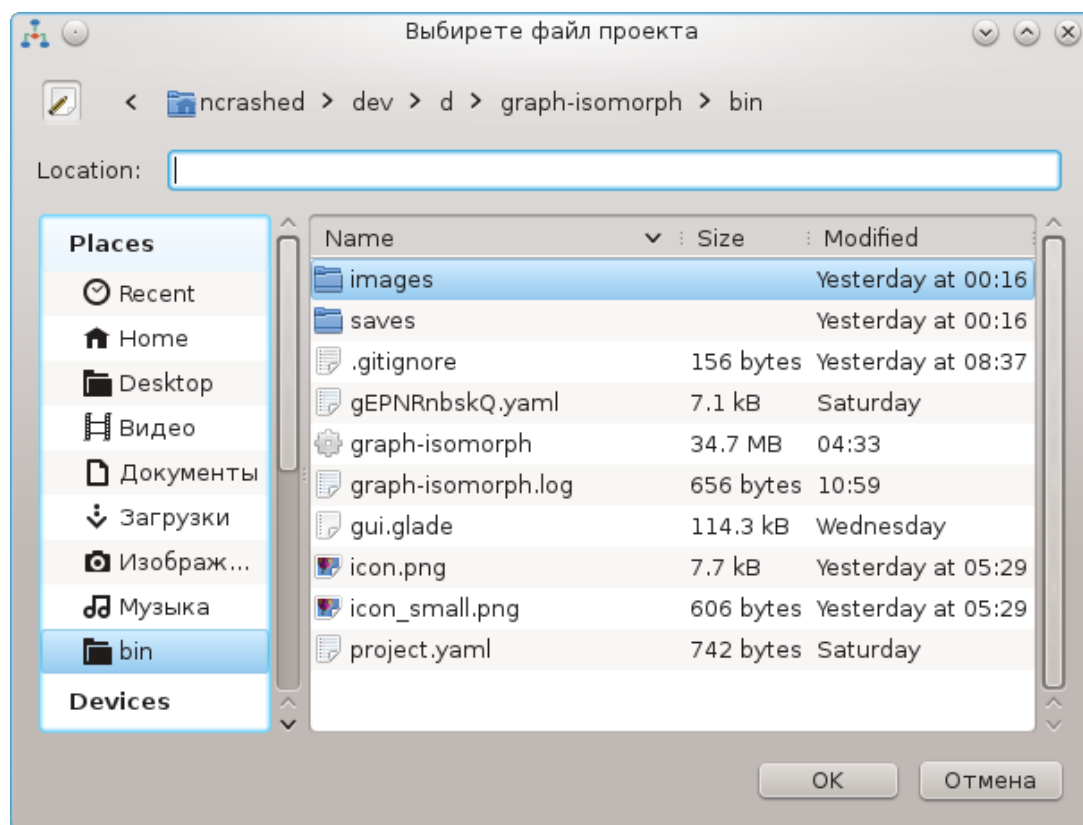 Выбирете файл проекта
< ncrashed > dev > d > graph-isomorph > bin
Location:
Places
Recent
Home
Desktop
Видео
Документы
Загрузки
Изображ...
Музыка
bin
Devices
Name Size Modified
images Yesterday at 00:16
saves Yesterday at 00:16
.gitignore 156 bytes Yesterday at 08:37
gEPNRnbskQ.yaml 7.1 kB Saturday
graph-isomorph 34.7 MB 04:33
graph-isomorph.log 656 bytes 10:59
gui.glade 114.3 kB Wednesday
icon.png 7.7 kB Yesterday at 05:29
icon_small.png 606 bytes Yesterday at 05:29
project.yaml 742 bytes Saturday
OK Отмена